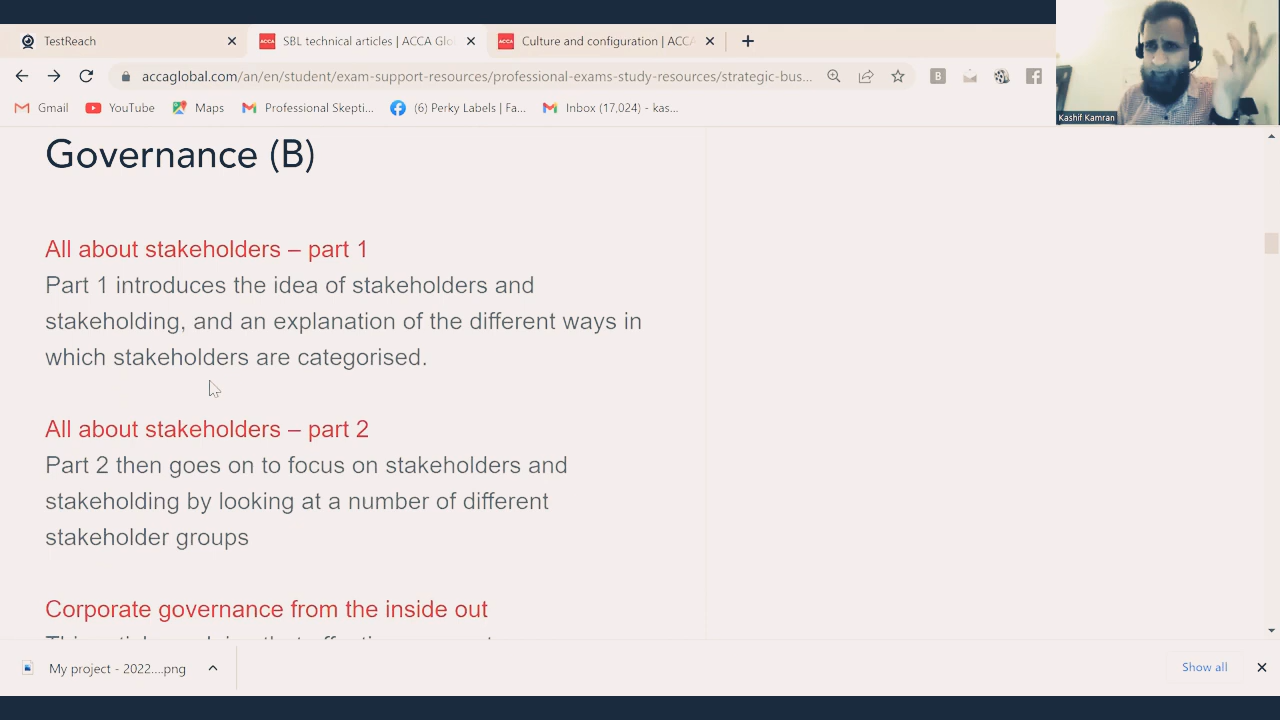 TestReach
SBL technical articles | ACCA Glo
Culture and configuration | ACCA
accaglobal.com/an/en/student/exam-support-resources/professional-exams-study-resources/strategic-bus...
Gmail
YouTube
Maps
Professional Skepti...
(6) Perky Labels | Fa...
Inbox (17,024) - kas...
Kashif Kamran
Governance (B)
All about stakeholders – part 1
Part 1 introduces the idea of stakeholders and
stakeholding, and an explanation of the different ways in
which stakeholders are categorised.
All about stakeholders – part 2
Part 2 then goes on to focus on stakeholders and
stakeholding by looking at a number of different
stakeholder groups
Corporate governance from the inside out
My project - 2022....png
Show all